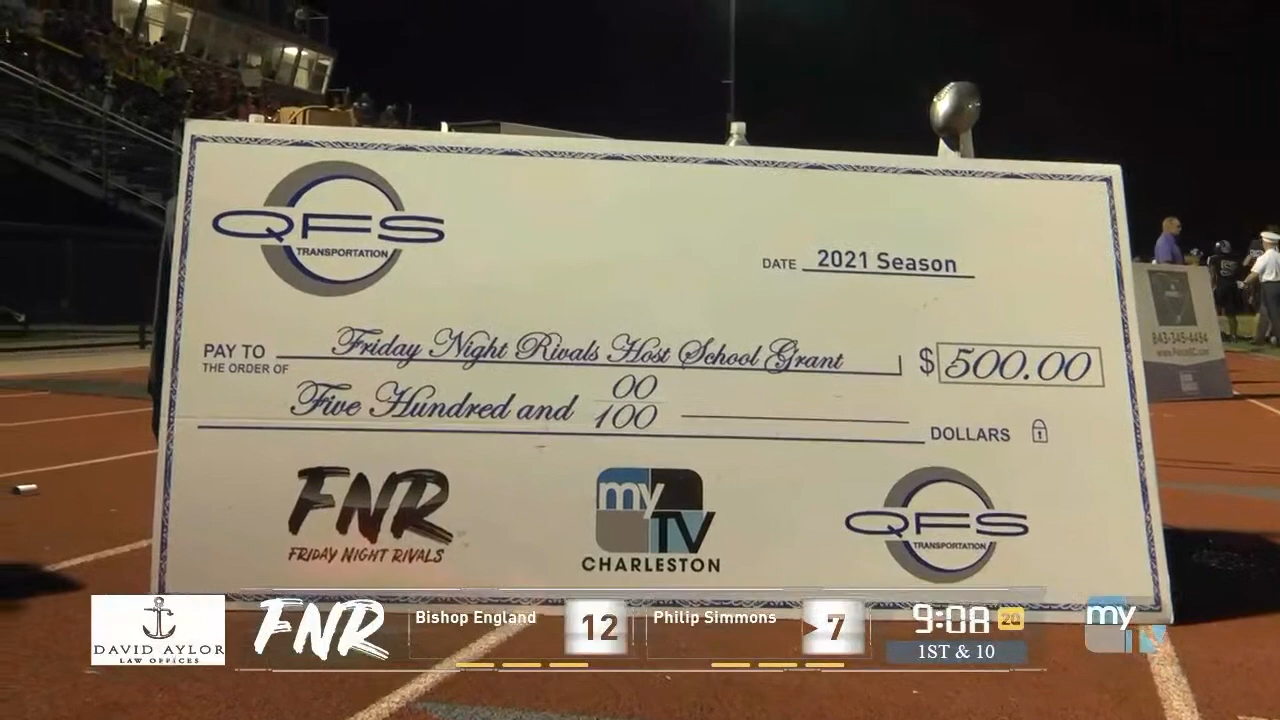 QFS
TRANSPORTATION
DATE 2021 Season
PAY TO
THE ORDER OF
Friday Night Rivals Host School Grant
$ 500.00
Five Hundred and 00
100
DOLLARS
FNR
FRIDAY NIGHT RIVALS
my
TV
CHARLESTON
QFS
TRANSPORTATION
843-345-4454
DAVID AYLOR
LAW OFFICES
FNR
Bishop England 12
Philip Simmons 7
9:08 2Q
1ST & 10
my
TV